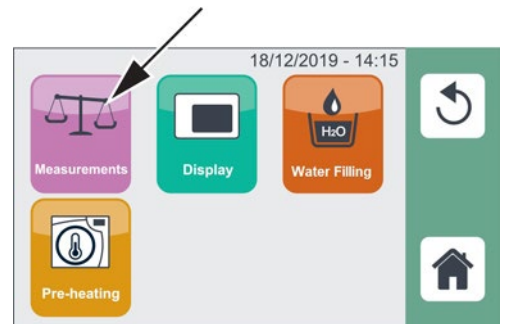 18/12/2019 - 14:15
Measurements
Display
H2O
Water Filling
Pre-heating